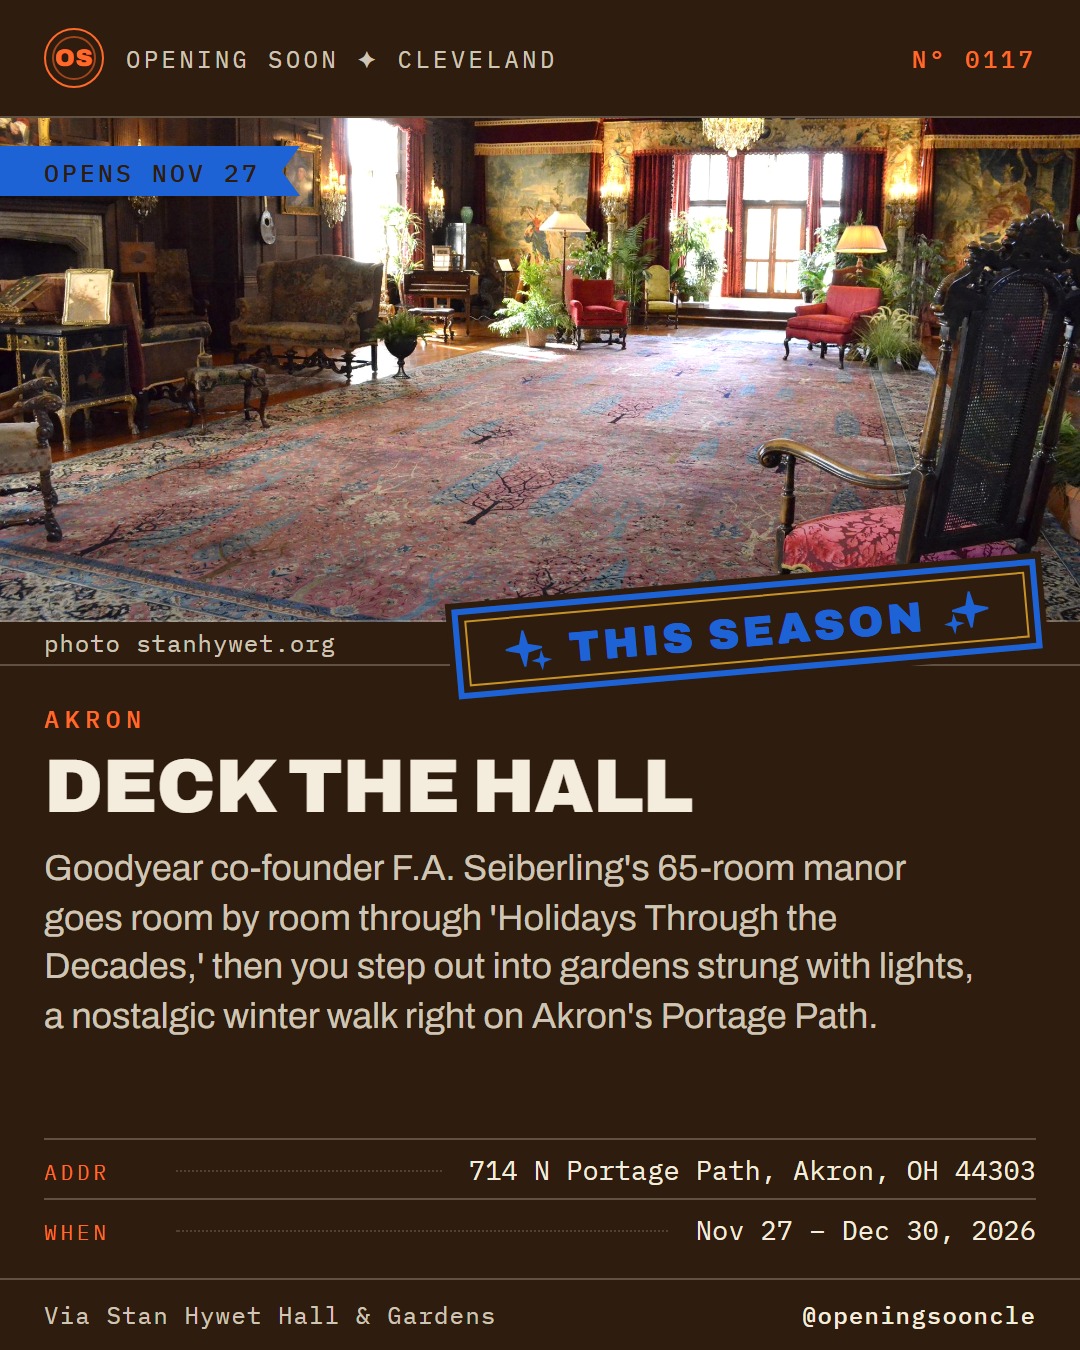 OS
OPENING SOON ✦ CLEVELAND
N° 0117
OPENS NOV 27
photo stanhywet.org
THIS SEASON
AKRON
DECK THE HALL
Goodyear co-founder F.A. Seiberling's 65-room manor
goes room by room through 'Holidays Through the
Decades,' then you step out into gardens strung with lights,
a nostalgic winter walk right on Akron's Portage Path.
ADDR 714 N Portage Path, Akron, OH 44303
WHEN Nov 27 – Dec 30, 2026
Via Stan Hywet Hall & Gardens
@openingsooncle